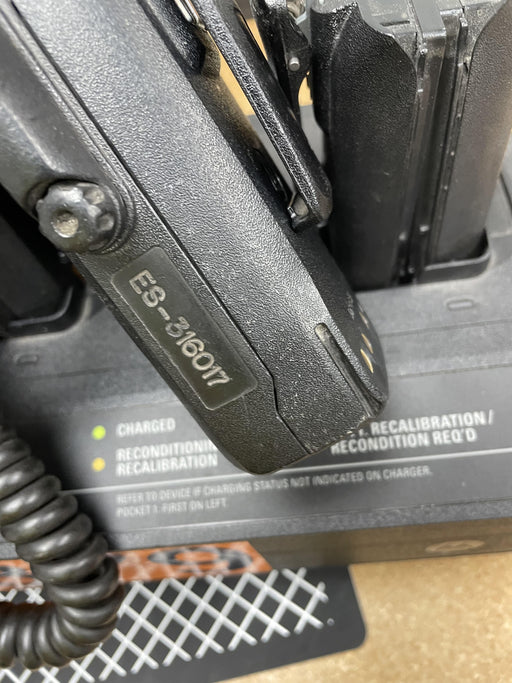 ES-316017
CHARGED
RECONDITIONIN
RECALIBRATION
RECALIBRATION/
RECONDITION REQ'D
REFER TO DEVICE IF CHARGING STATUS NOT INDICATED ON CHARGER.
POCKET 1: FIRST ON LEFT.